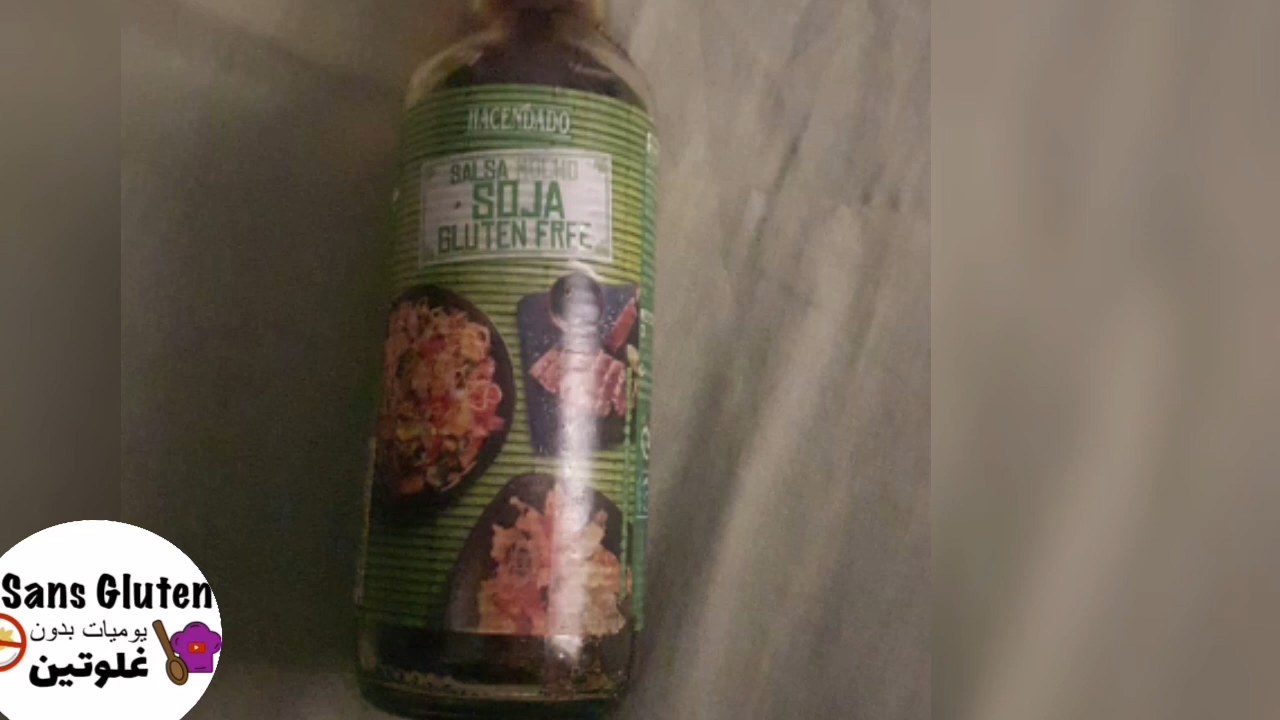 HACENDADO
SALSA
SOJA
GLUTEN FREE
Sans Gluten
يوميات بدون
غلوتين